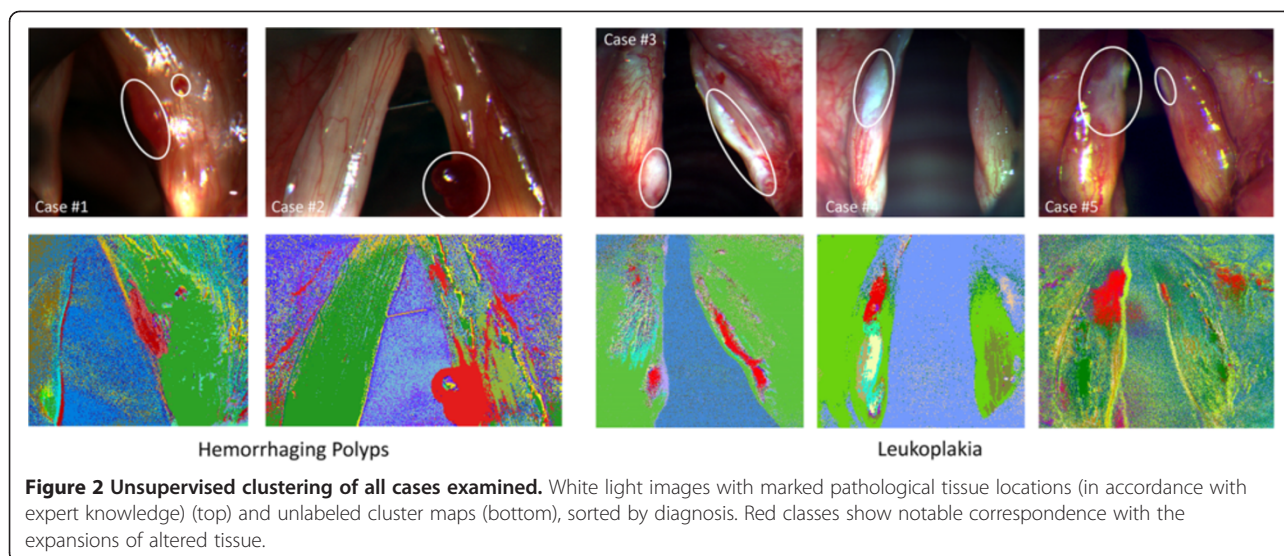 Case #1
Case #2
Case #3
Case #4
Case #5
Hemorrhaging Polyps
Leukoplakia
Figure 2 Unsupervised clustering of all cases examined. White light images with marked pathological tissue locations (in accordance with
expert knowledge) (top) and unlabeled cluster maps (bottom), sorted by diagnosis. Red classes show notable correspondence with the
expansions of altered tissue.